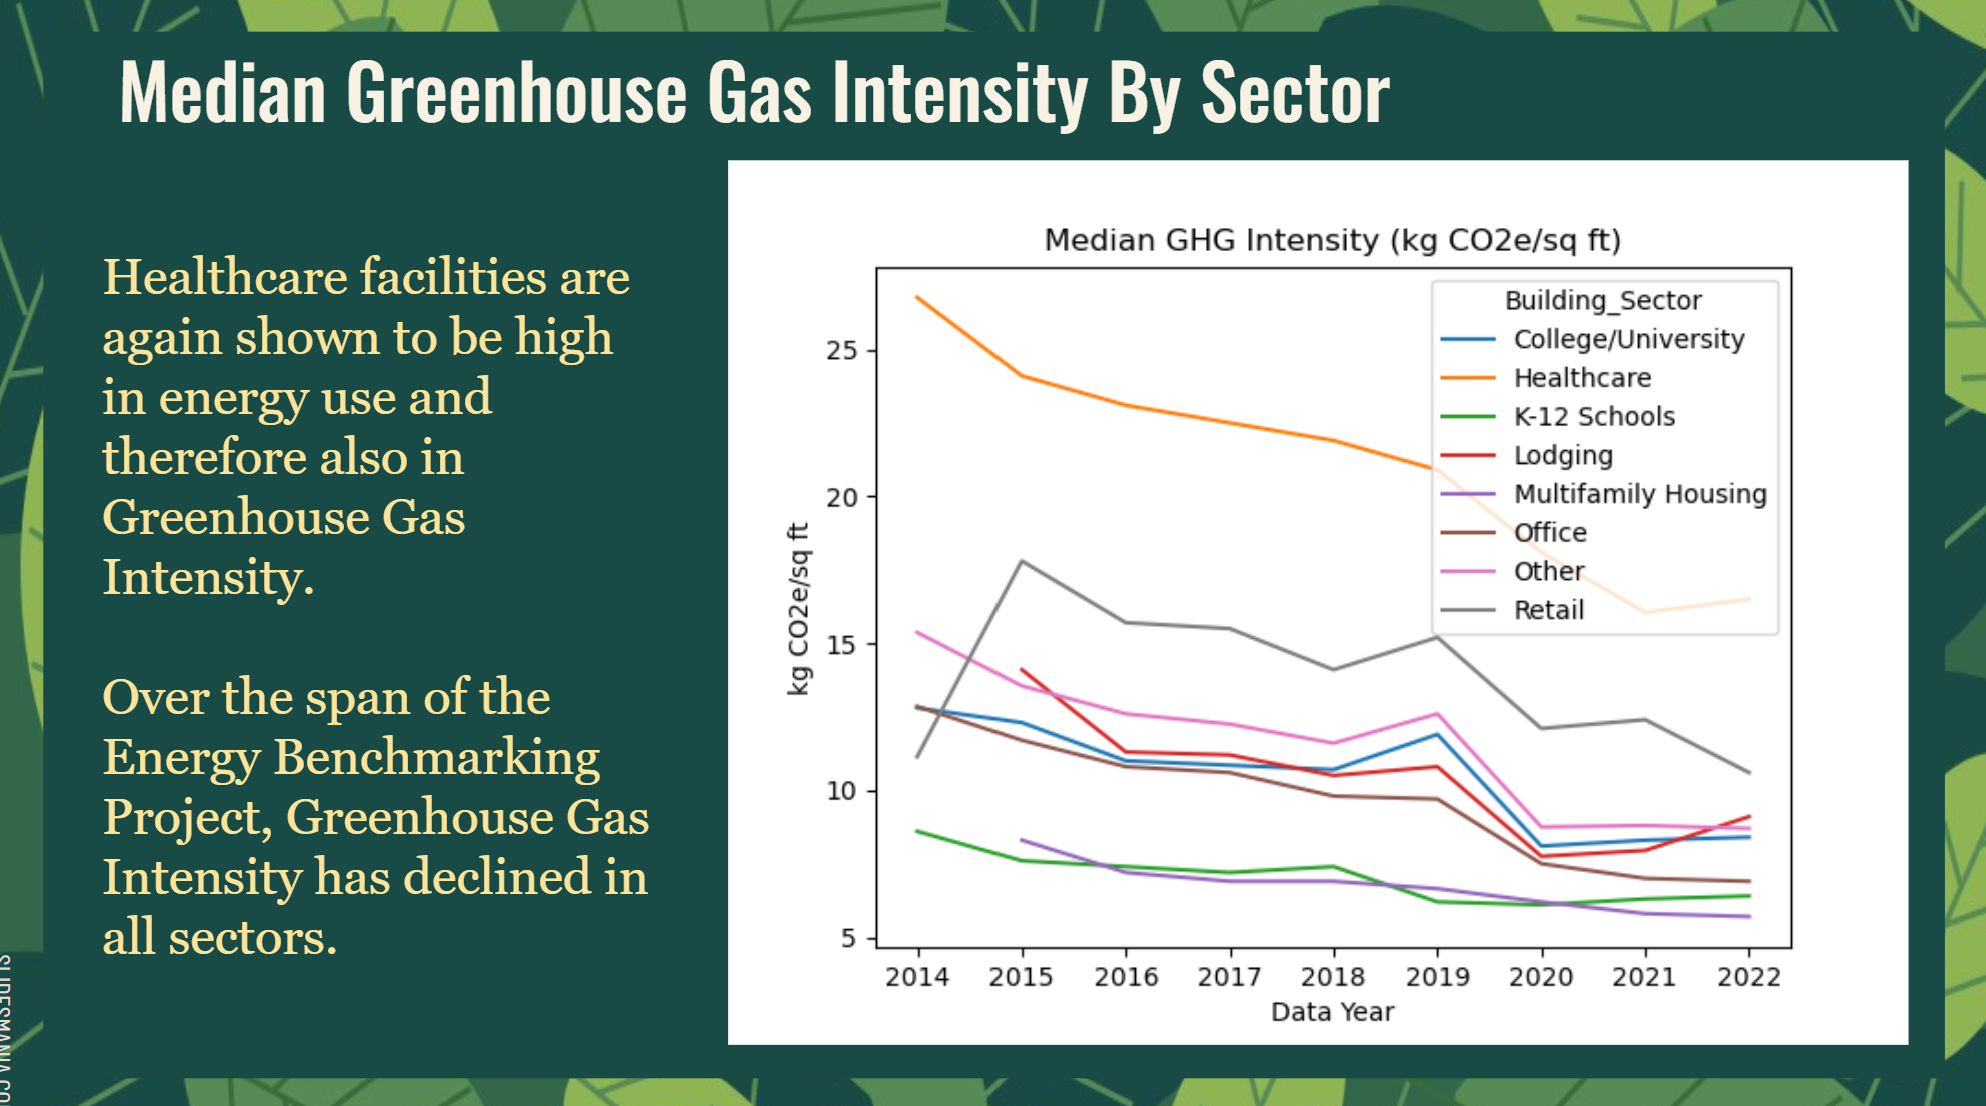 Median Greenhouse Gas Intensity By Sector
Healthcare facilities are
again shown to be high
in energy use and
therefore also in
Greenhouse Gas
Intensity.
Over the span of the
Energy Benchmarking
Project, Greenhouse Gas
Intensity has declined in
all sectors.
Median GHG Intensity (kg CO2e/sq ft)
Building_Sector
College/University
Healthcare
K-12 Schools
Lodging
Multifamily Housing
Office
Other
Retail
kg CO2e/sq ft
25
20
15
10
5
2014 2015 2016 2017 2018 2019 2020 2021 2022
Data Year